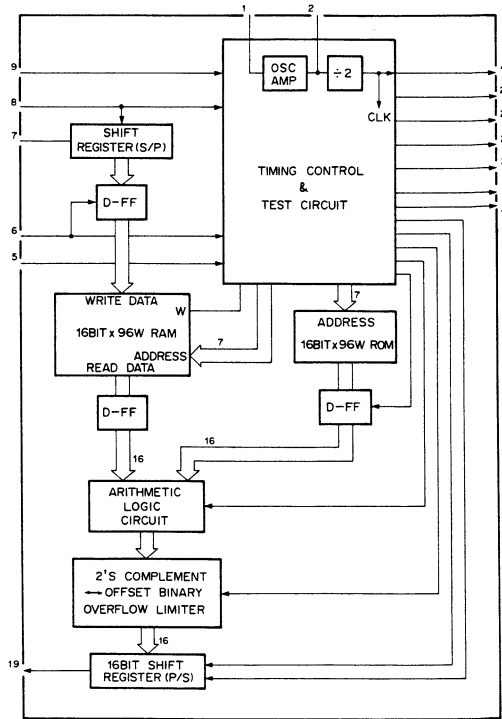 1 2
9
OSC
AMP
÷2
8
CLK
7
SHIFT
REGISTER (S/P)
TIMING CONTROL
&
TEST CIRCUIT
D-FF
6
5
7
WRITE DATA
W
16BIT x 96W RAM
7
ADDRESS
READ DATA
ADDRESS
16BIT x 96W ROM
D-FF
D-FF
16
16
ARITHMETIC
LOGIC
CIRCUIT
2'S COMPLEMENT
↔ OFFSET BINARY
OVERFLOW LIMITER
16
19
16BIT SHIFT
REGISTER (P/S)